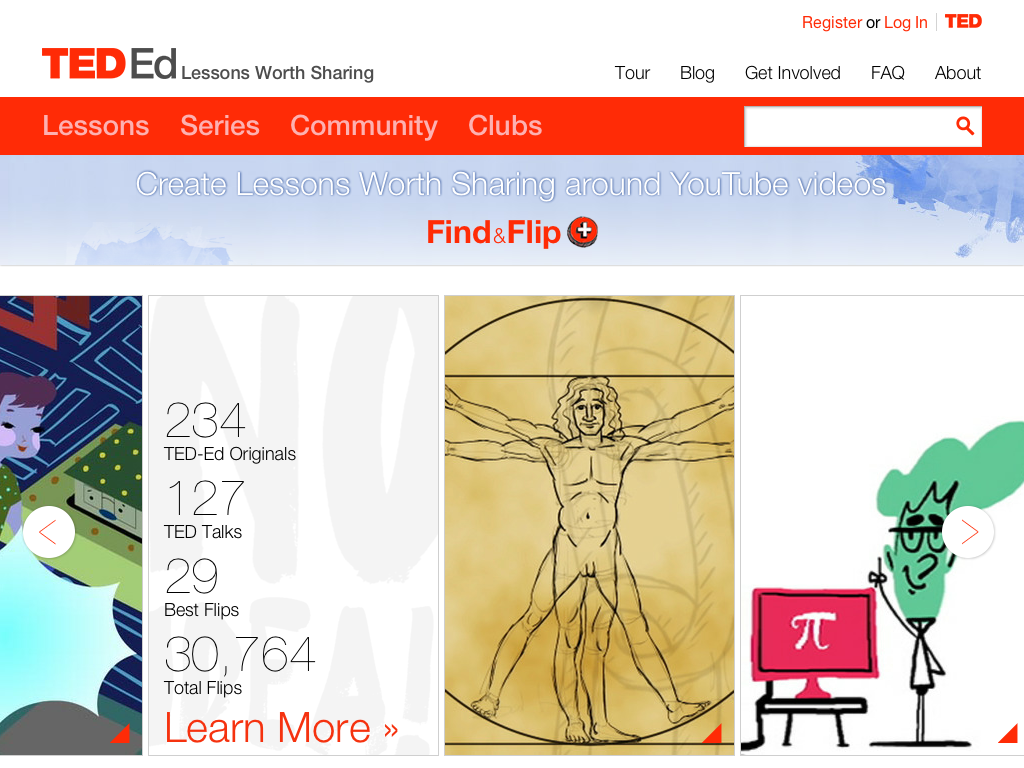 Register or Log In TED
TED Ed Lessons Worth Sharing
Tour Blog Get Involved FAQ About
Lessons Series Community Clubs
Create Lessons Worth Sharing around YouTube videos
Find&Flip
NO
IDEA!
234
TED-Ed Originals
127
TED Talks
29
Best Flips
30,764
Total Flips
Learn More »
π